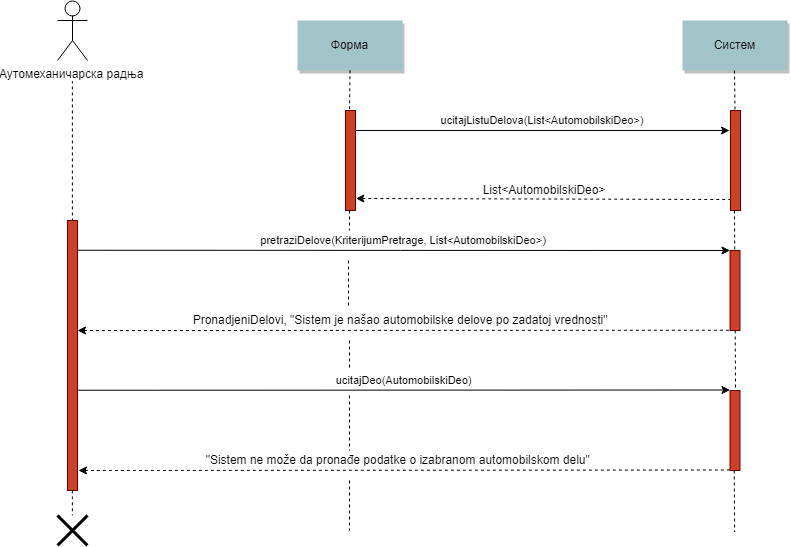 Форма
Систем
Аутомеханичарска радња
ucitajListuDelova(List<AutomobilskiDeo>)
List<AutomobilskiDeo>
pretraziDelove(KriterijumPretrage, List<AutomobilskiDeo>)
PronadjeniDelovi, "Sistem je našao automobilske delove po zadatoj vrednosti"
ucitajDeo(AutomobilskiDeo)
"Sistem ne može da pronađe podatke o izabranom automobilskom delu"